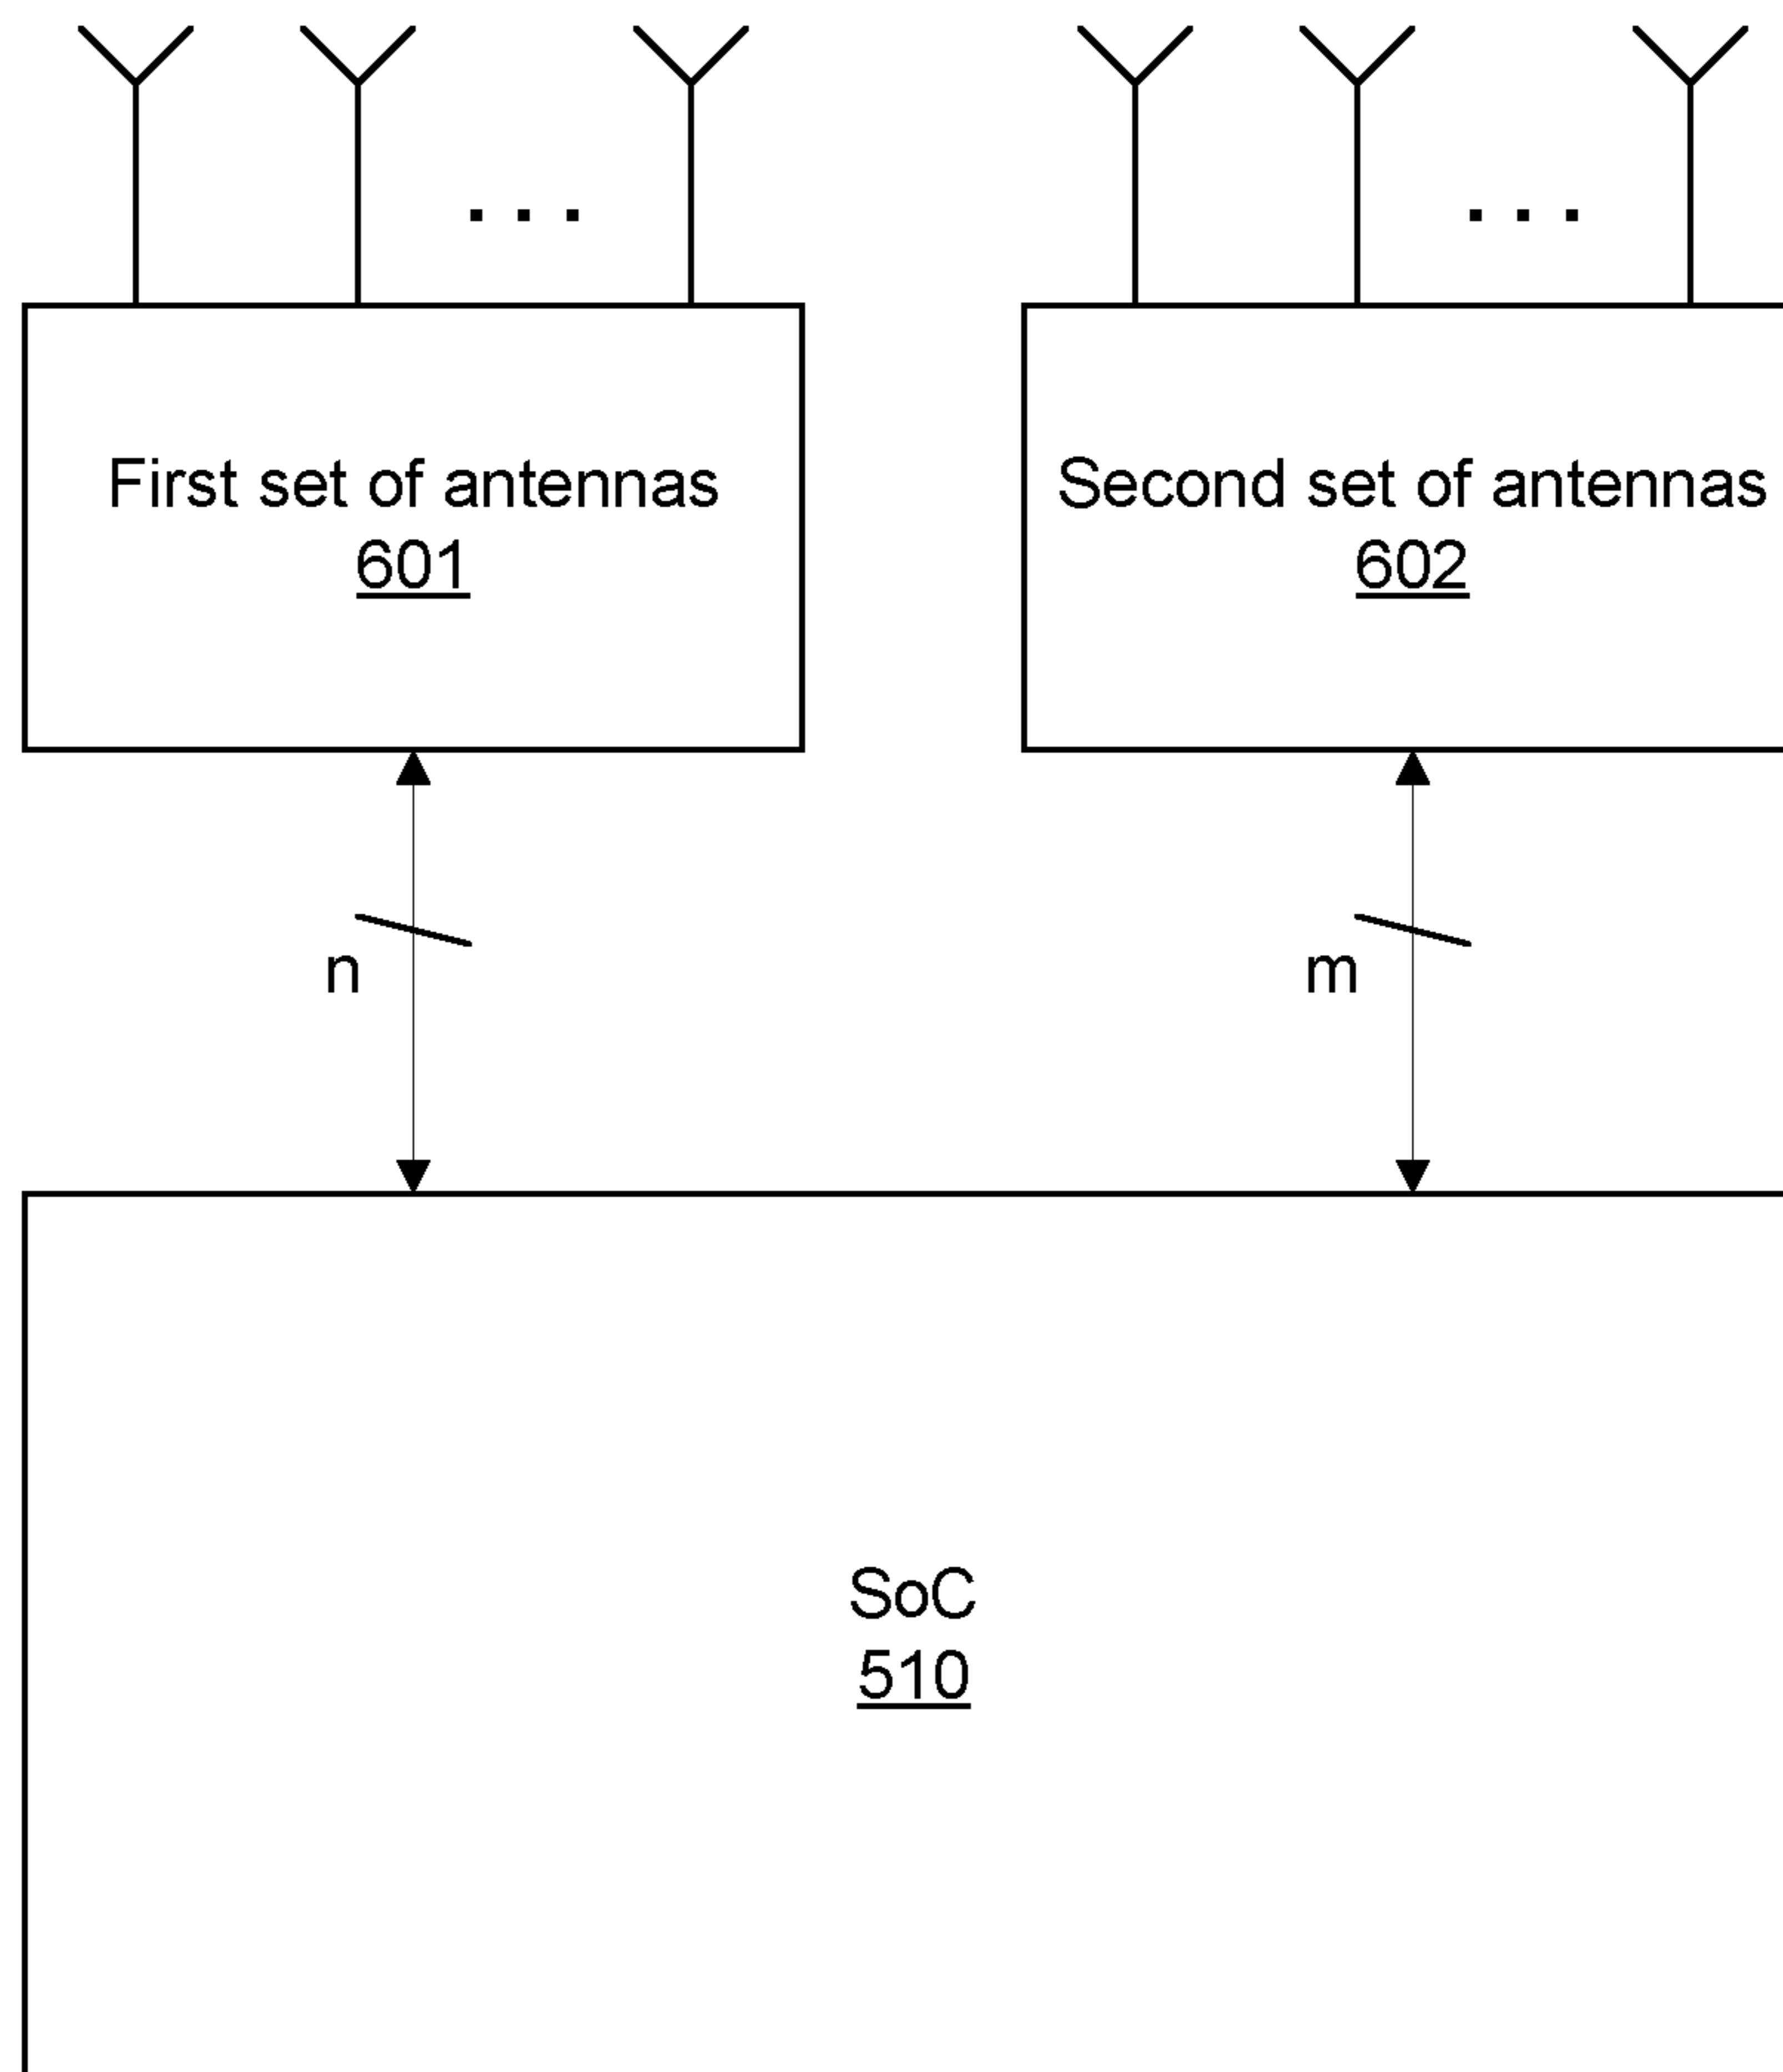 . . .
. . .
First set of antennas
601
Second set of antennas
602
n
m
SoC
510